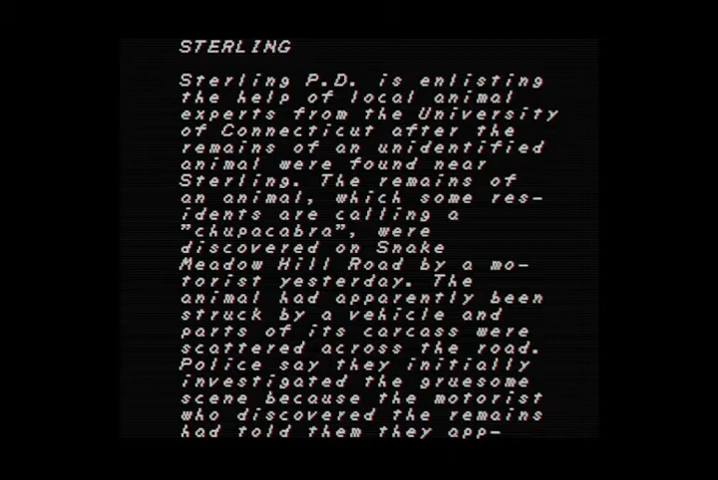 STERLING
Sterling P.D. is enlisting
the help of local animal
experts from the University
of Connecticut after the
remains of an unidentified
animal were found near
Sterling. The remains of
an animal, which some res-
idents are calling a
"chupacabra", were
discovered on Snake
Meadow Hill Road by a mo-
torist yesterday. The
animal had apparently been
struck by a vehicle and
parts of its carcass were
scattered across the road.
Police say they initially
investigated the gruesome
scene because the motorist
who discovered the remains
had told them they app-